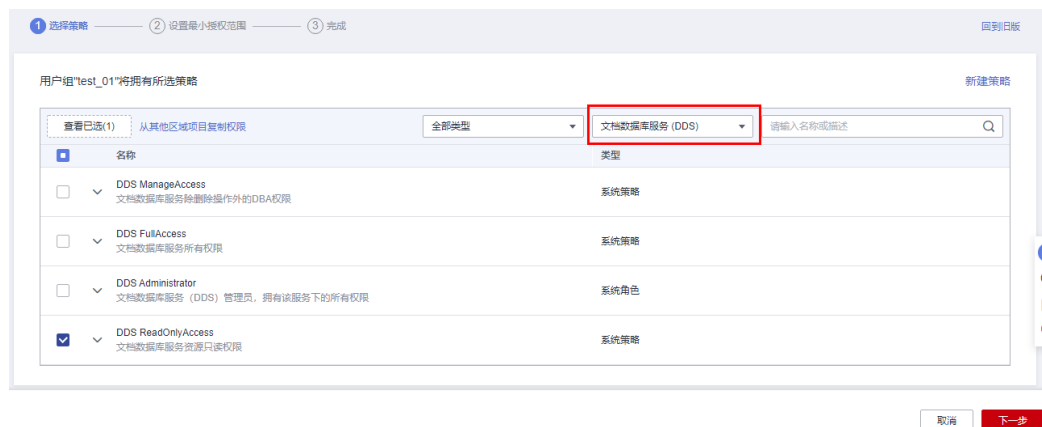 1 选择策略 2 设置最小授权范围 3 完成 回到旧版
用户组"test_01"将拥有所选策略 新建策略
查看已选(1) 从其他区域项目复制权限 全部类型 文档数据库服务 (DDS) 请输入名称或描述
名称 类型
DDS ManageAccess
文档数据库服务除删除操作外的DBA权限 系统策略
DDS FullAccess
文档数据库服务所有权限 系统策略
DDS Administrator
文档数据库服务（DDS）管理员，拥有该服务下的所有权限 系统角色
DDS ReadOnlyAccess
文档数据库服务资源只读权限 系统策略
取消 下一步